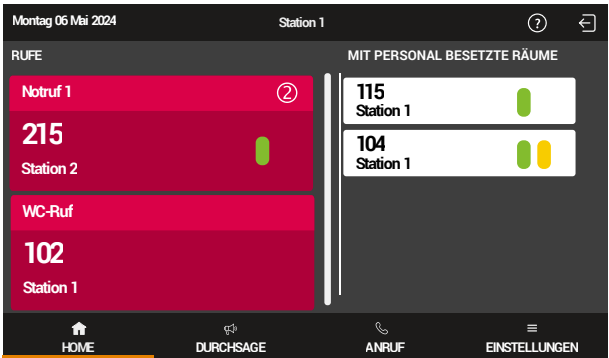 Montag 06 Mai 2024
Station 1
?
RUFE
MIT PERSONAL BESETZTE RÄUME
Notruf 1
2
215
Station 2
WC-Ruf
102
Station 1
115
Station 1
104
Station 1
HOME
DURCHSAGE
ANRUF
EINSTELLUNGEN